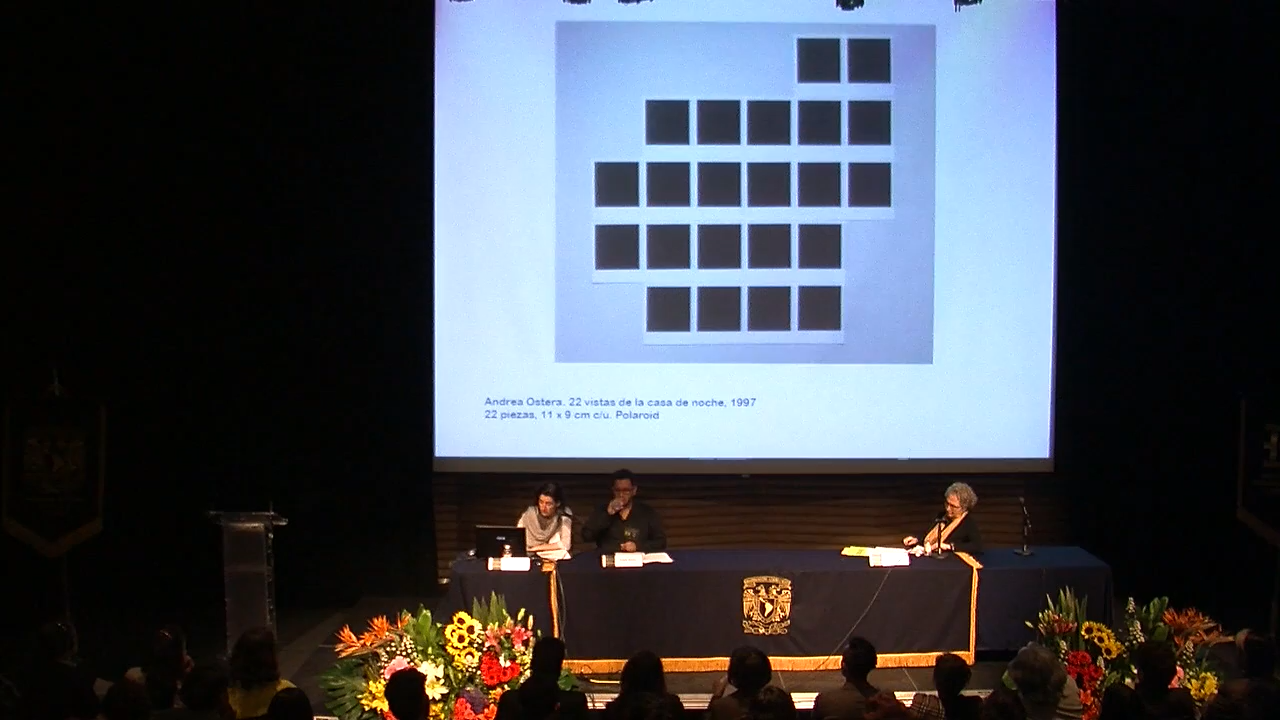 Andrea Ostera. 22 vistas de la casa de noche, 1997
22 piezas, 11 x 9 cm c/u. Polaroid